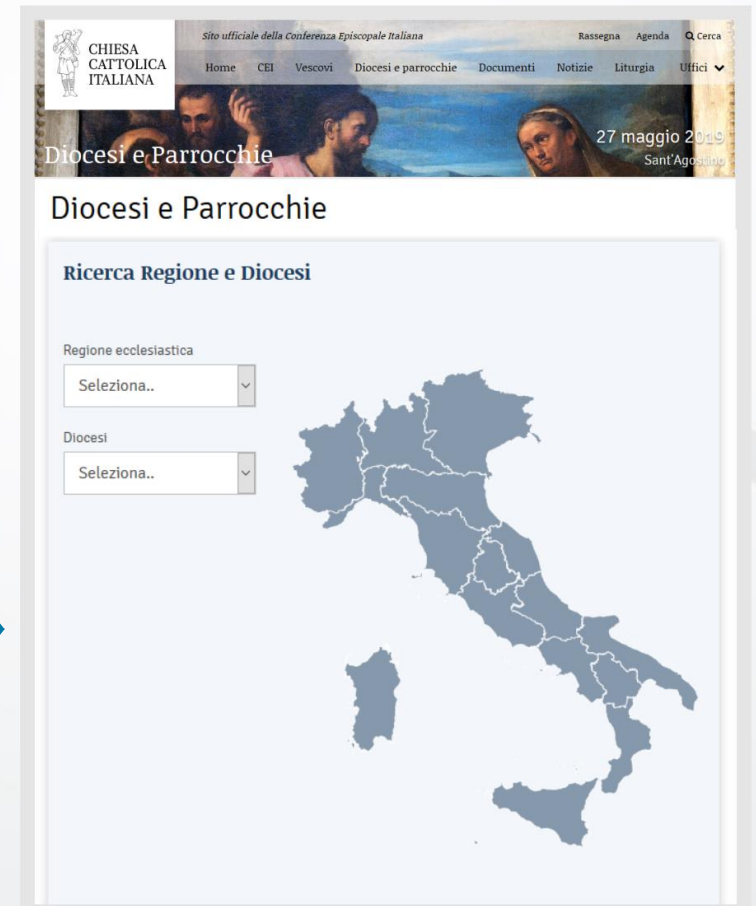 CHIESA
CATTOLICA
ITALIANA
Sito ufficiale della Conferenza Episcopale Italiana
Rassegna Agenda Cerca
Home CEI Vescovi Diocesi e parrocchie Documenti Notizie Liturgia Uffici
27 maggio 2019
Sant'Agostino
Diocesi e Parrocchie
Diocesi e Parrocchie
Ricerca Regione e Diocesi
Regione ecclesiastica
Seleziona..
Diocesi
Seleziona..